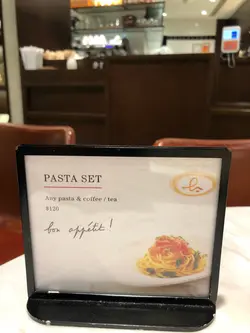 PASTA SET
Any pasta & coffee / tea
$120
bon appétit !
b.